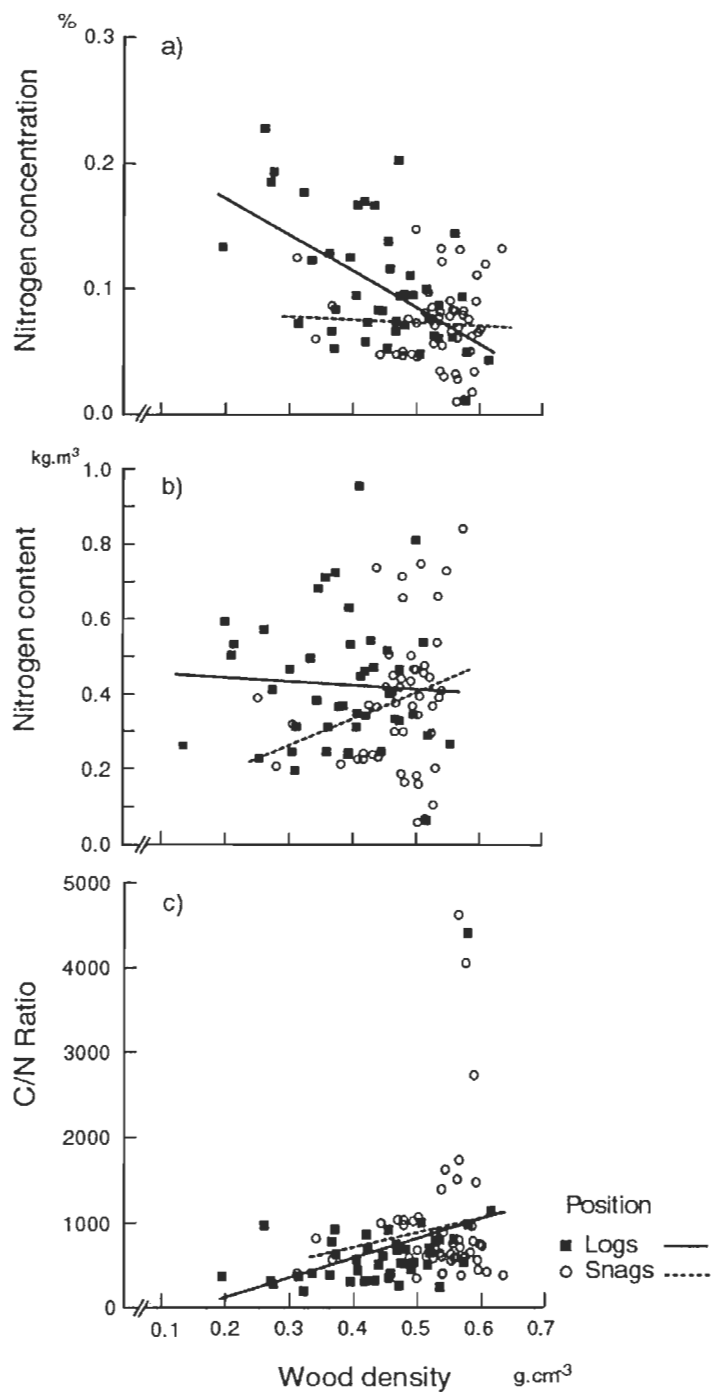 %
0.3
a)
0.2
0.1
0.0
Nitrogen concentration
kg.m³
1.0
b)
0.8
0.6
0.4
0.2
0.0
Nitrogen content
5000
c)
4000
3000
2000
1000
0
C/N Ratio
Position
Logs
Snags
0.1 0.2 0.3 0.4 0.5 0.6 0.7
Wood density g.cm⁻³